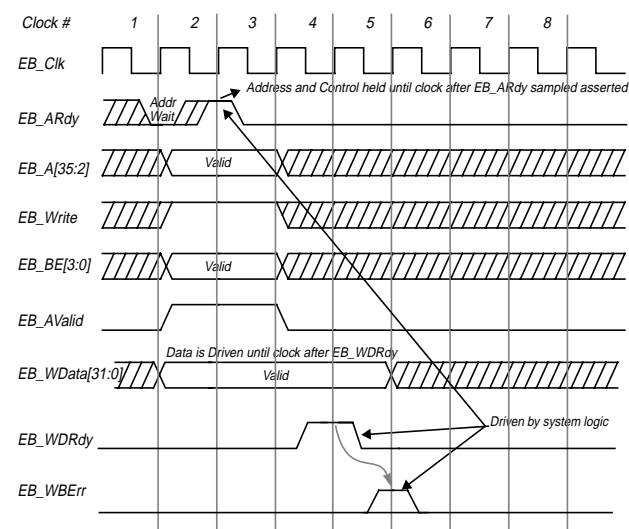 Clock # 1 2 3 4 5 6 7 8
EB_Clk
Address and Control held until clock after EB_ARdy sampled asserted
EB_ARdy
Addr
Wait
EB_A[35:2]
Valid
EB_Write
EB_BE[3:0]
Valid
EB_AValid
Data is Driven until clock after EB_WDRdy
EB_WData[31:0]
Valid
Driven by system logic
EB_WDRdy
EB_WBErr